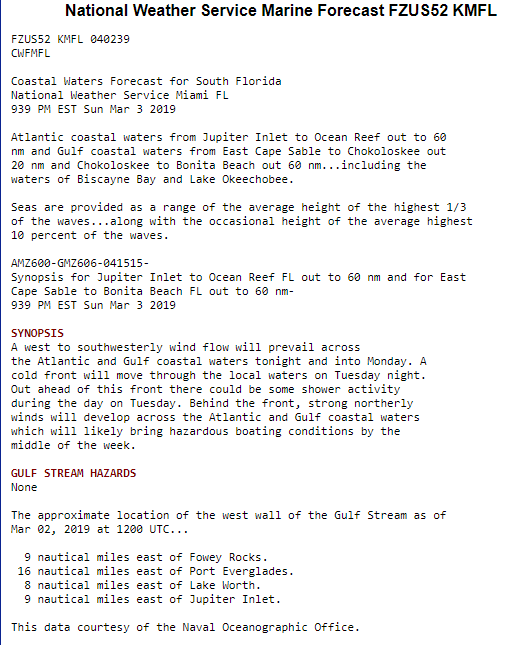 National Weather Service Marine Forecast FZUS52 KMFL
FZUS52 KMFL 040239
CWFMFL
Coastal Waters Forecast for South Florida
National Weather Service Miami FL
939 PM EST Sun Mar 3 2019
Atlantic coastal waters from Jupiter Inlet to Ocean Reef out to 60
nm and Gulf coastal waters from East Cape Sable to Chokoloskee out
20 nm and Chokoloskee to Bonita Beach out 60 nm...including the
waters of Biscayne Bay and Lake Okeechobee.
Seas are provided as a range of the average height of the highest 1/3
of the waves...along with the occasional height of the average highest
10 percent of the waves.
AMZ600-GMZ606-041515-
Synopsis for Jupiter Inlet to Ocean Reef FL out to 60 nm and for East
Cape Sable to Bonita Beach FL out to 60 nm-
939 PM EST Sun Mar 3 2019
SYNOPSIS
A west to southwesterly wind flow will prevail across
the Atlantic and Gulf coastal waters tonight and into Monday. A
cold front will move through the local waters on Tuesday night.
Out ahead of this front there could be some shower activity
during the day on Tuesday. Behind the front, strong northerly
winds will develop across the Atlantic and Gulf coastal waters
which will likely bring hazardous boating conditions by the
middle of the week.
GULF STREAM HAZARDS
None
The approximate location of the west wall of the Gulf Stream as of
Mar 02, 2019 at 1200 UTC...
9 nautical miles east of Fowey Rocks.
16 nautical miles east of Port Everglades.
8 nautical miles east of Lake Worth.
9 nautical miles east of Jupiter Inlet.
This data courtesy of the Naval Oceanographic Office.